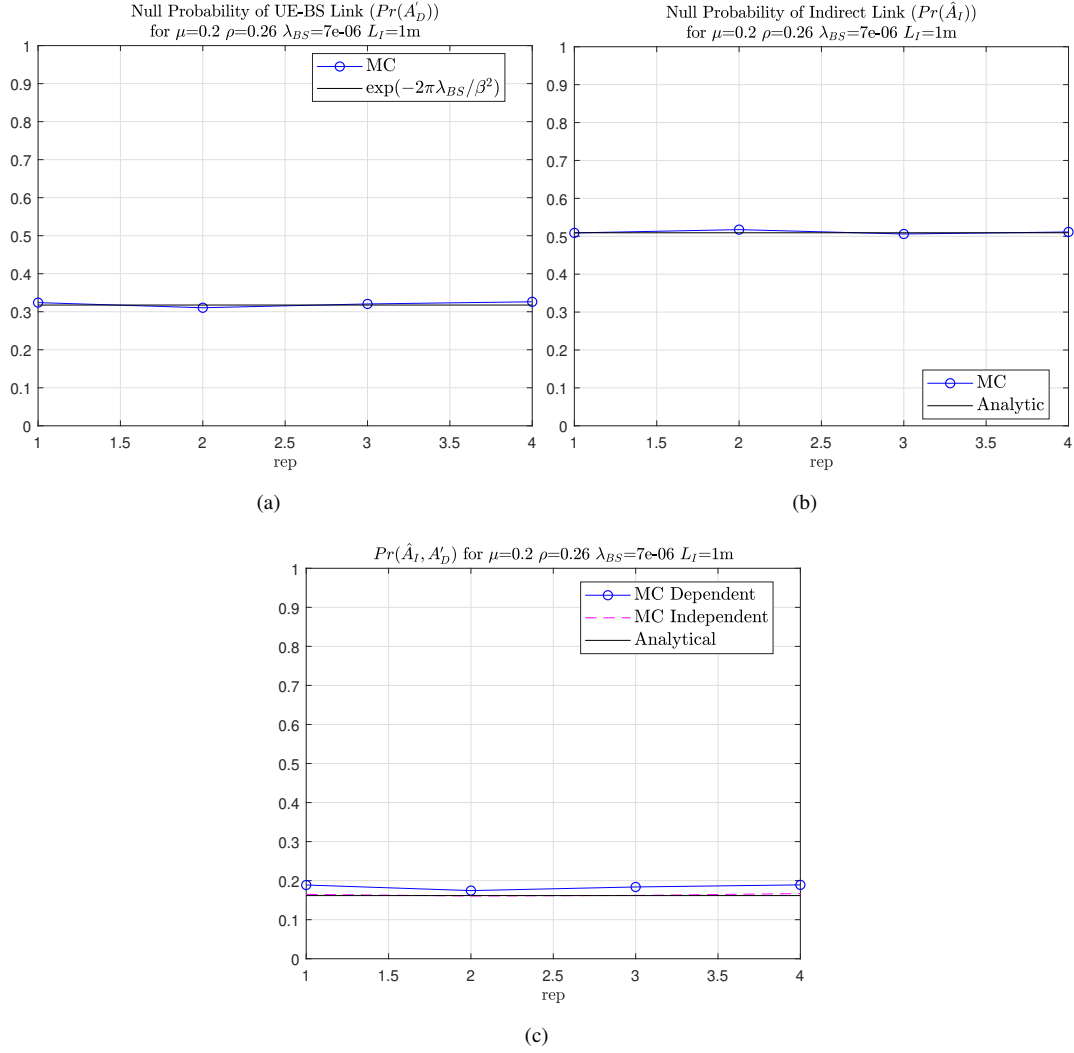 Null Probability of UE-BS Link (Pr(A'_D))
for μ=0.2 ρ=0.26 λ_BS=7e-06 L_I=1m
MC
exp(−2πλ_BS/β²)
1
0.9
0.8
0.7
0.6
0.5
0.4
0.3
0.2
0.1
0
1 1.5 2 2.5 3 3.5 4
rep
(a)
Null Probability of Indirect Link (Pr(Â_I))
for μ=0.2 ρ=0.26 λ_BS=7e-06 L_I=1m
1
0.9
0.8
0.7
0.6
0.5
0.4
0.3
0.2
0.1
0
MC
Analytic
1 1.5 2 2.5 3 3.5 4
rep
(b)
Pr(Â_I, A'_D) for μ=0.2 ρ=0.26 λ_BS=7e-06 L_I=1m
MC Dependent
MC Independent
Analytical
1
0.9
0.8
0.7
0.6
0.5
0.4
0.3
0.2
0.1
0
1 1.5 2 2.5 3 3.5 4
rep
(c)